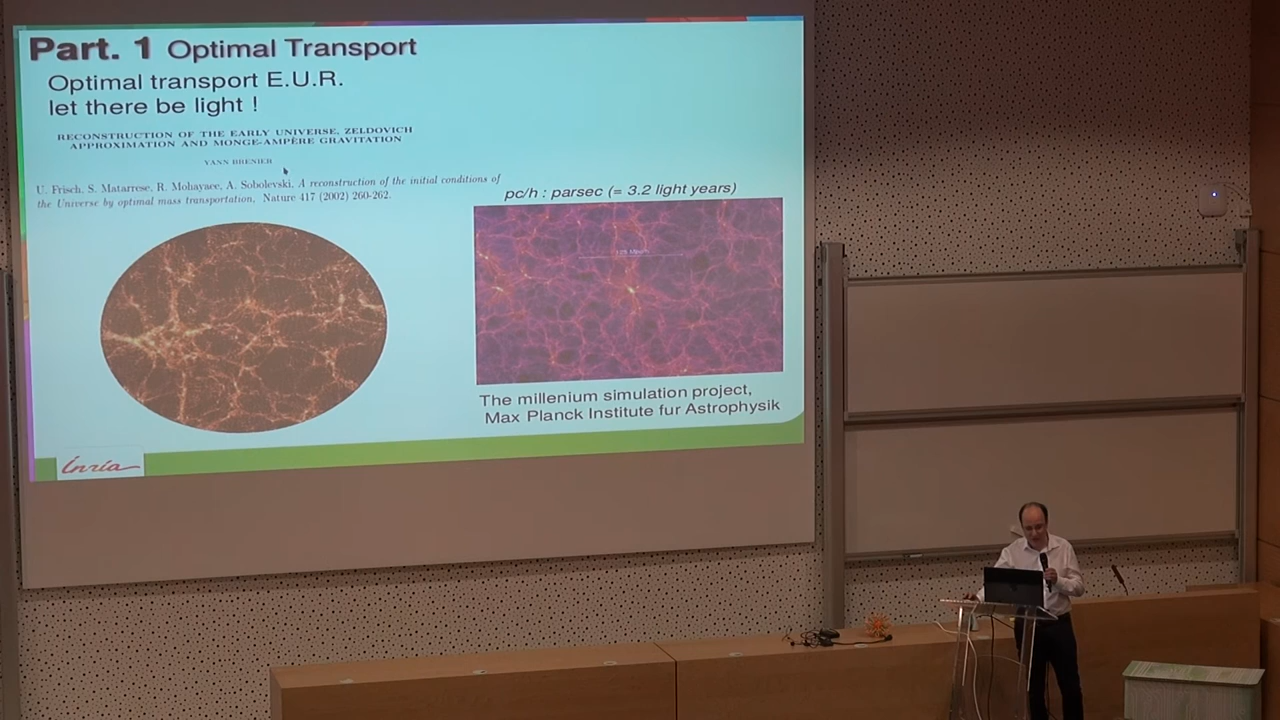 Part. 1 Optimal Transport
Optimal transport E.U.R.
let there be light !
RECONSTRUCTION OF THE EARLY UNIVERSE, ZELDOVICH
APPROXIMATION AND MONGE-AMPÈRE GRAVITATION
YANN BRENIER
U. Frisch, S. Matarrese, R. Mohayaee, A. Sobolevski, A reconstruction of the initial conditions of
the Universe by optimal mass transportation, Nature 417 (2002) 260-262.
pc/h : parsec (= 3.2 light years)
The millenium simulation project,
Max Planck Institute fur Astrophysik
Inria